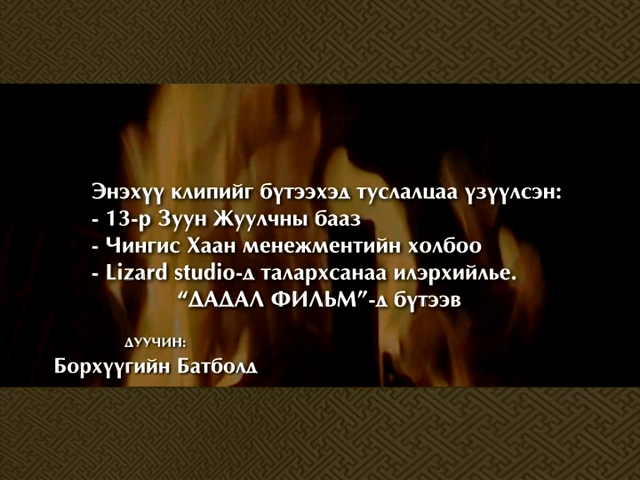 Энэхүү клипийг бүтээхэд туслалцаа үзүүлсэн:
- 13-р Зуун Жуулчны бааз
- Чингис Хаан менежментийн холбоо
- Lizard studio-д талархсанаа илэрхийлье.
“ДАДАЛ ФИЛЬМ”-д бүтээв
ДУУЧИН:
Борхүүгийн Батболд